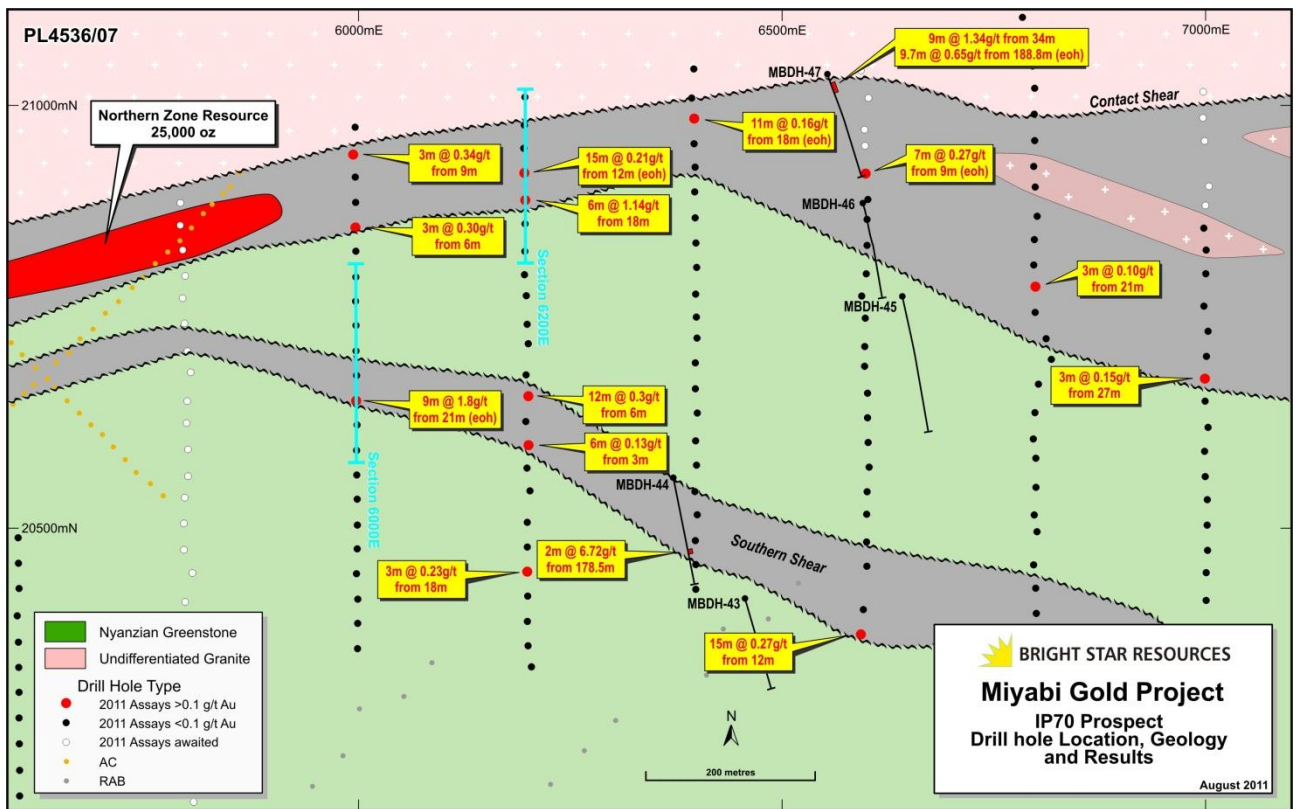 PL4536/07
6000mE
6500mE
7000mE
9m @ 1.34g/t from 34m
9.7m @ 0.65g/t from 188.8m (eoh)
MBDH-47
21000mN
Contact Shear
Northern Zone Resource
25,000 oz
11m @ 0.16g/t
from 18m (eoh)
3m @ 0.34g/t
from 9m
15m @ 0.21g/t
from 12m (eoh)
7m @ 0.27g/t
from 9m (eoh)
6m @ 1.14g/t
from 18m
MBDH-46
3m @ 0.30g/t
from 6m
3m @ 0.10g/t
from 21m
Section 6200E
MBDH-45
3m @ 0.15g/t
from 27m
9m @ 1.8g/t
from 21m (eoh)
12m @ 0.3g/t
from 6m
6m @ 0.13g/t
from 3m
Section 6000E
MBDH-44
20500mN
Southern Shear
2m @ 6.72g/t
from 178.5m
3m @ 0.23g/t
from 18m
MBDH-43
15m @ 0.27g/t
from 12m
Nyanzian Greenstone
Undifferentiated Granite
Drill Hole Type
2011 Assays >0.1 g/t Au
2011 Assays <0.1 g/t Au
2011 Assays awaited
AC
RAB
N
200 metres
BRIGHT STAR RESOURCES
Miyabi Gold Project
IP70 Prospect
Drill hole Location, Geology
and Results
August 2011